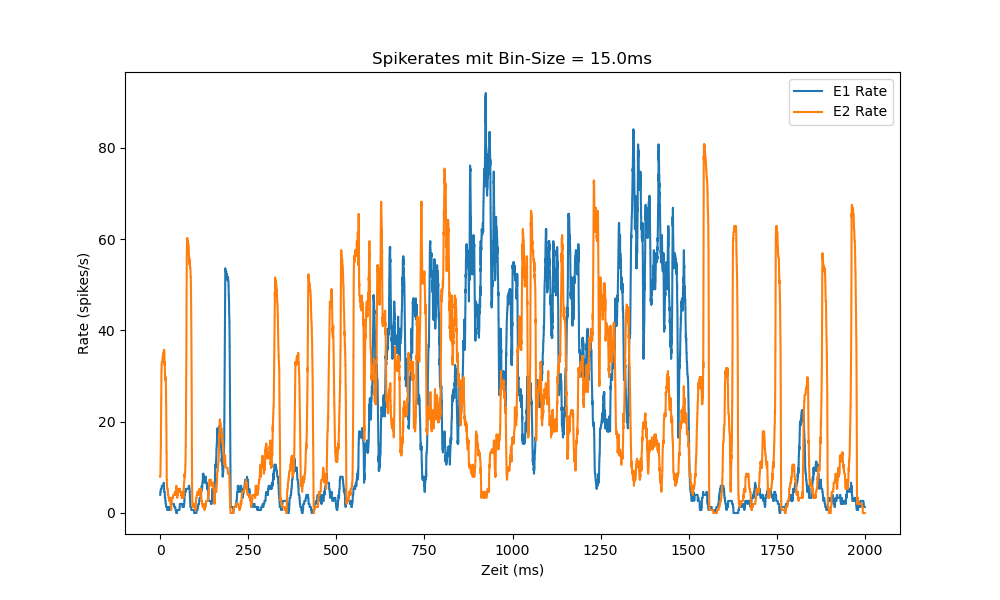 Spikerates mit Bin-Size = 15.0ms
E1 Rate
E2 Rate
Rate (spikes/s)
80
60
40
20
0
0 250 500 750 1000 1250 1500 1750 2000
Zeit (ms)